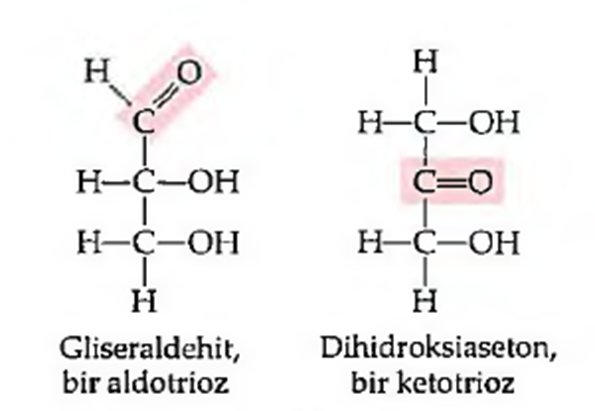 H O
C
H–C–OH
H–C–OH
H
Gliseraldehit,
bir aldotrioz
H
H–C–OH
C=O
H–C–OH
H
Dihidroksiaseton,
bir ketotrioz